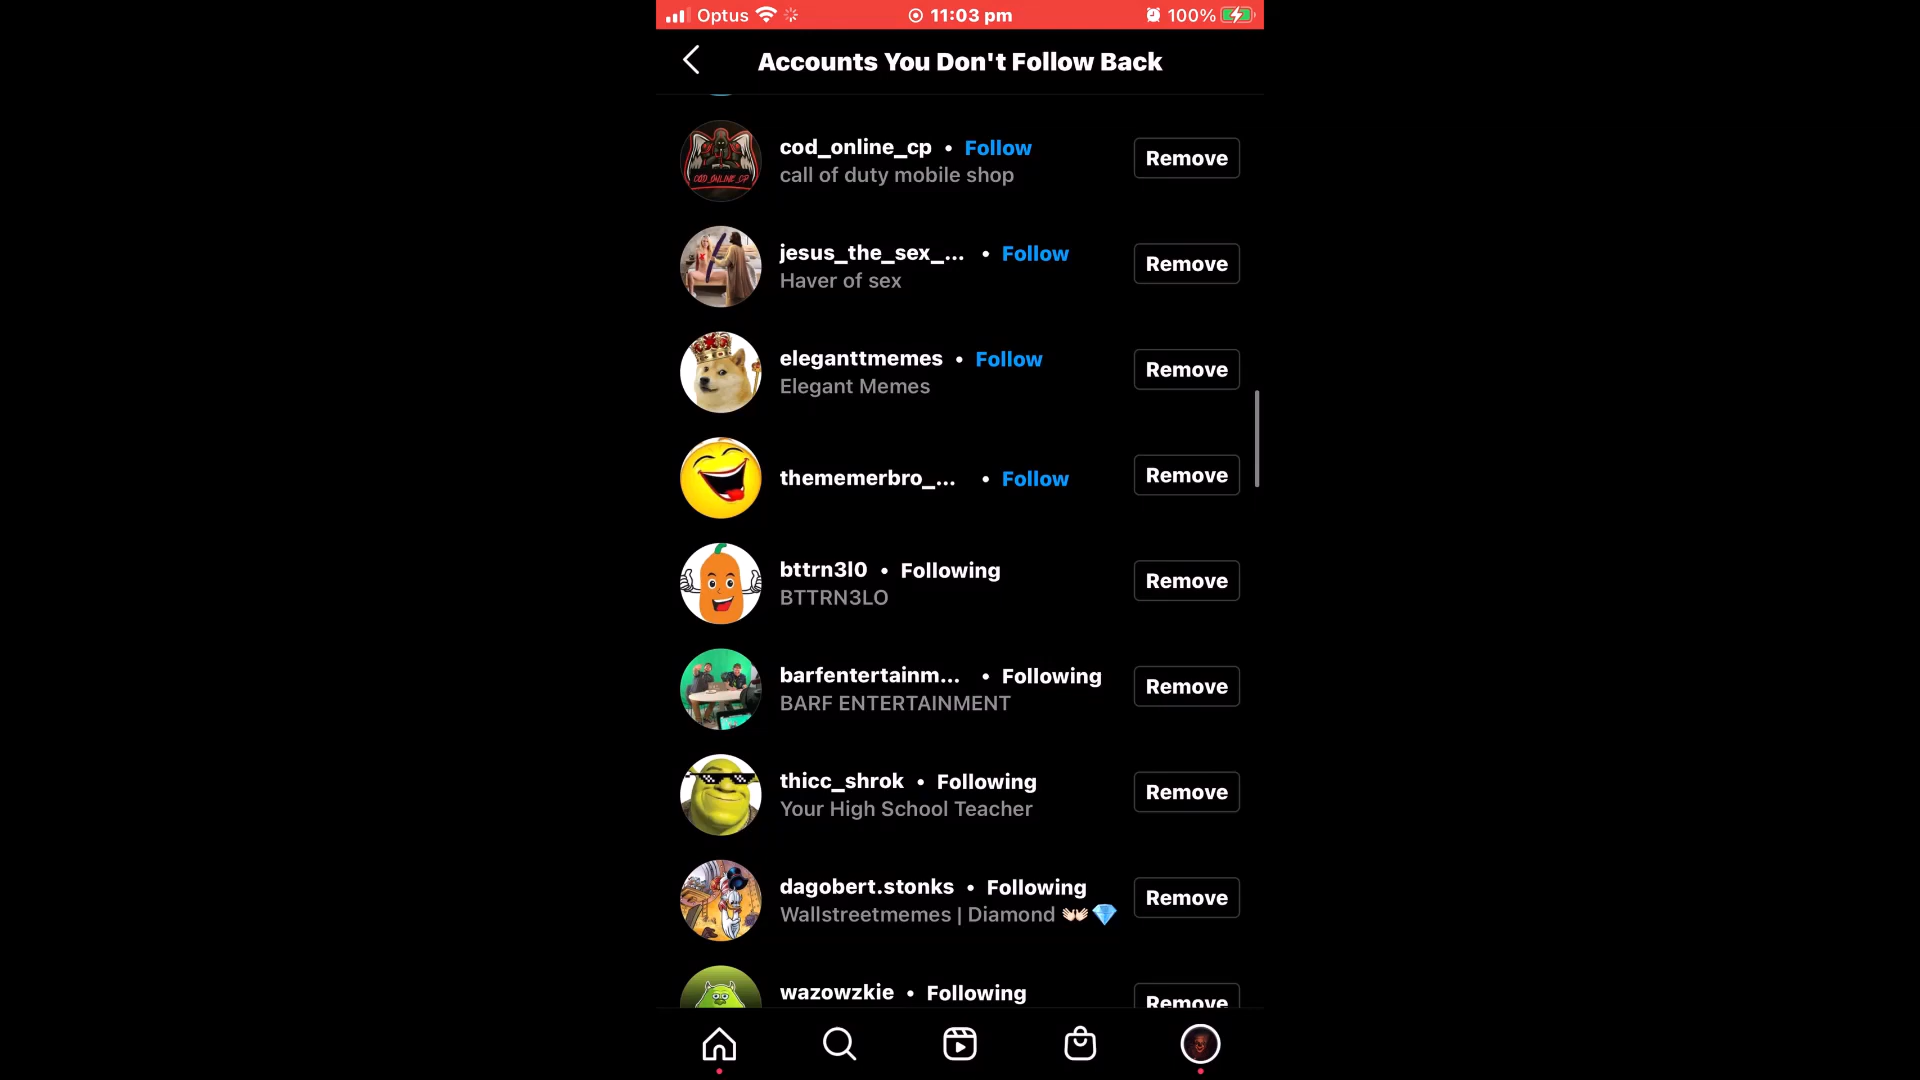 Optus 11:03 pm 100%
Accounts You Don't Follow Back
COD_ONLINE_CP
cod_online_cp • Follow
call of duty mobile shop
Remove
jesus_the_sex_... • Follow
Haver of sex
Remove
eleganttmemes • Follow
Elegant Memes
Remove
thememerbro_... • Follow
Remove
bttrn3l0 • Following
BTTRN3LO
Remove
barfentertainm... • Following
BARF ENTERTAINMENT
Remove
thicc_shrok • Following
Your High School Teacher
Remove
dagobert.stonks • Following
Wallstreetmemes | Diamond 👐🏻💎
Remove
wazowzkie • Following
Remove